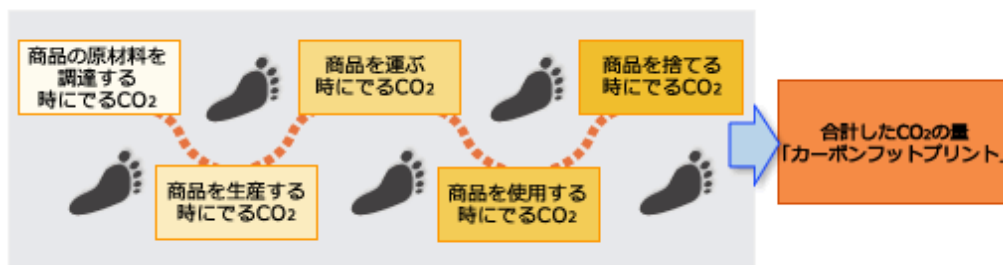 商品の原材料を
調達する
時にでるCO₂
商品を生産する
時にでるCO₂
商品を運ぶ
時にでるCO₂
商品を使用する
時にでるCO₂
商品を捨てる
時にでるCO₂
合計したCO₂の量
「カーボンフットプリント」